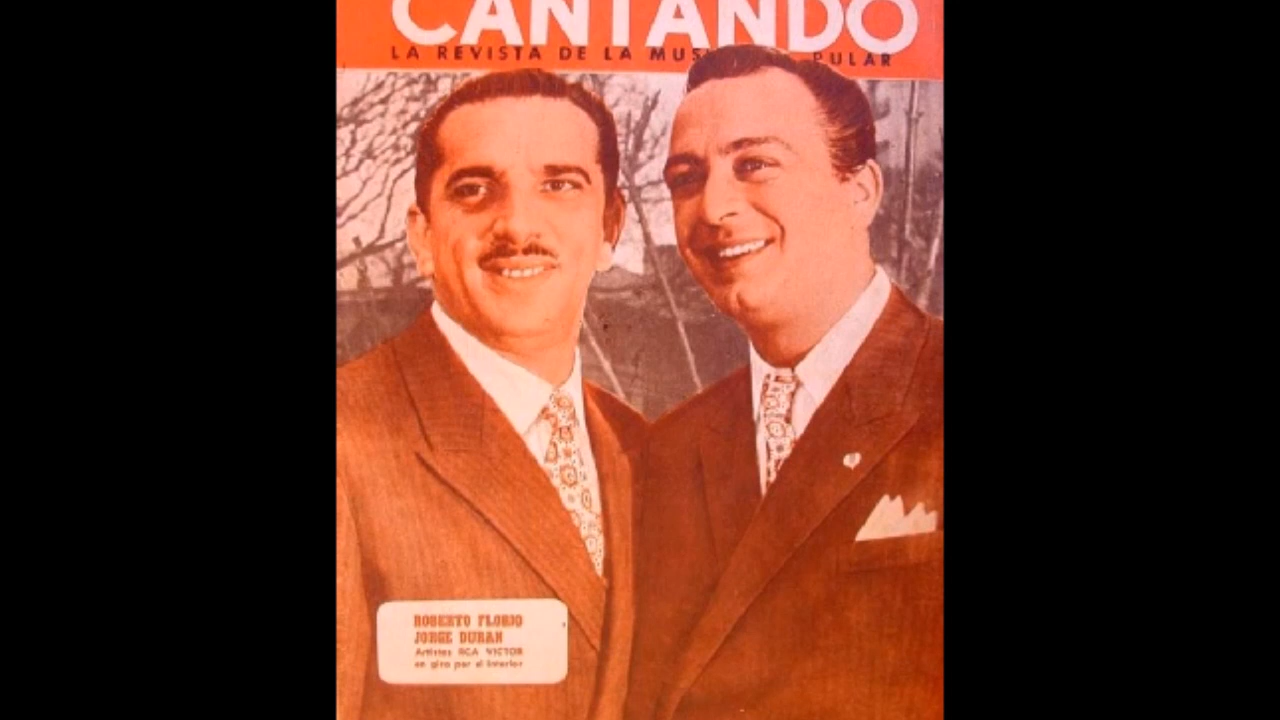 CANTANDO
LA REVISTA DE LA MUS PULAR
ROBERTO FLORIO
JORGE DURAN
Artistas RCA VICTOR
en gira por el interior